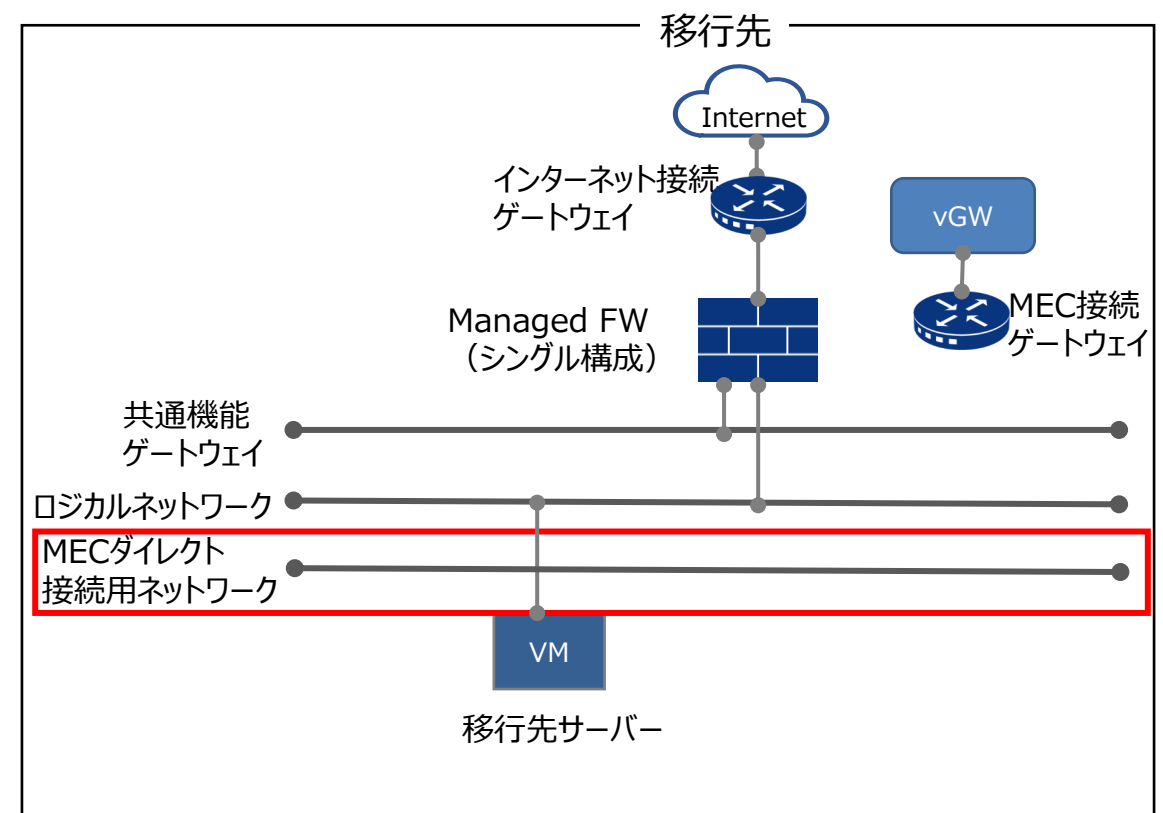 移行先
Internet
インターネット接続
ゲートウェイ
vGW
Managed FW
（シングル構成）
MEC接続
ゲートウェイ
共通機能
ゲートウェイ
ロジカルネットワーク
MECダイレクト
接続用ネットワーク
VM
移行先サーバー